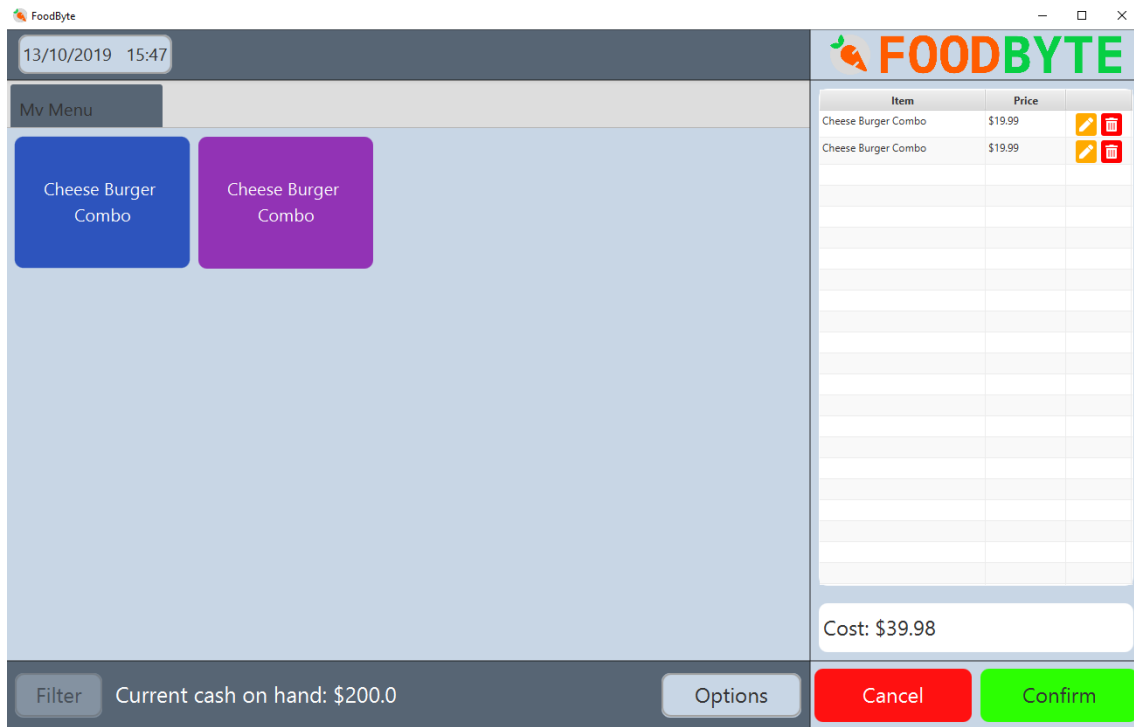 FoodByte
13/10/2019 15:47
FOODBYTE
My Menu
Item Price
Cheese Burger Combo $19.99
Cheese Burger Combo $19.99
Cheese Burger
Combo
Cheese Burger
Combo
Cost: $39.98
Filter
Current cash on hand: $200.0
Options
Cancel
Confirm